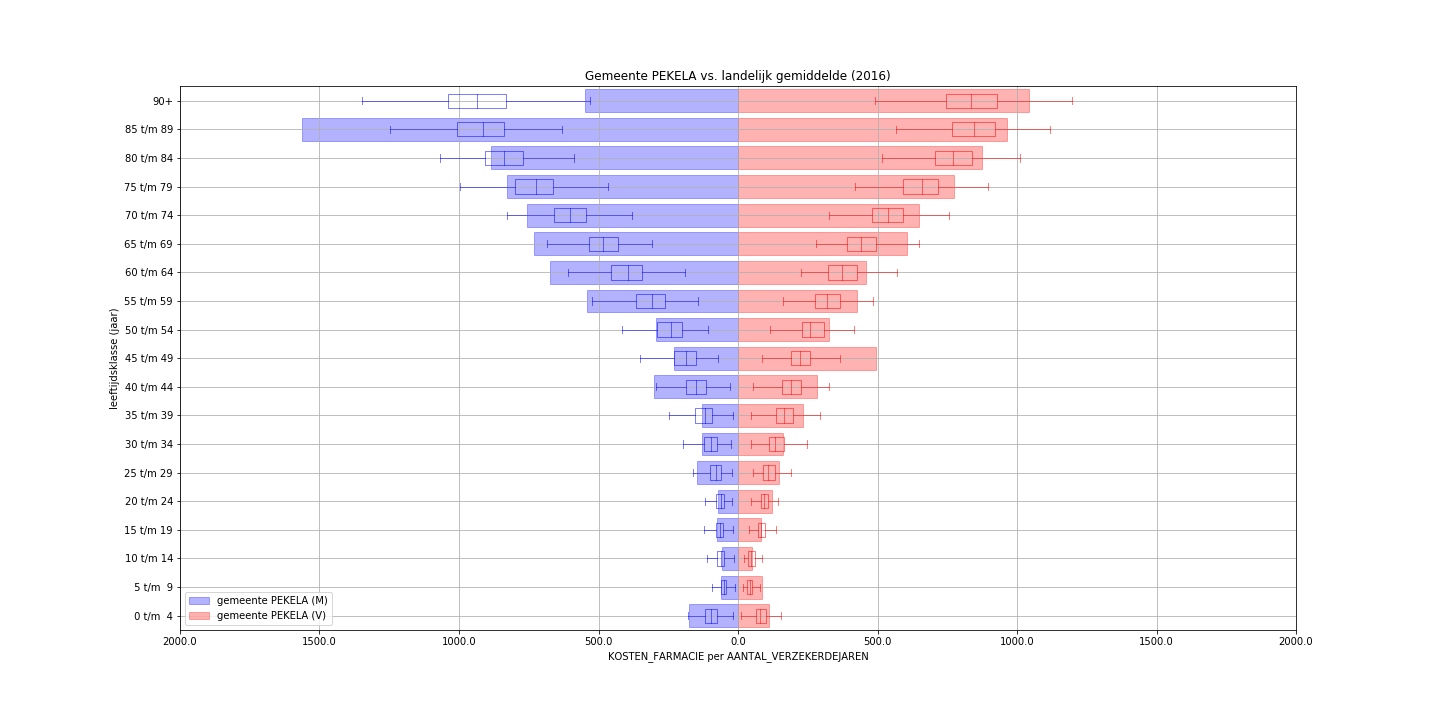 Gemeente PEKELA vs. landelijk gemiddelde (2016)
leeftijdsklasse (jaar)
90+
85 t/m 89
80 t/m 84
75 t/m 79
70 t/m 74
65 t/m 69
60 t/m 64
55 t/m 59
50 t/m 54
45 t/m 49
40 t/m 44
35 t/m 39
30 t/m 34
25 t/m 29
20 t/m 24
15 t/m 19
10 t/m 14
5 t/m  9
0 t/m  4
gemeente PEKELA (M)
gemeente PEKELA (V)
2000.0 1500.0 1000.0 500.0 0.0 500.0 1000.0 1500.0 2000.0
KOSTEN_FARMACIE per AANTAL_VERZEKERDEJAREN